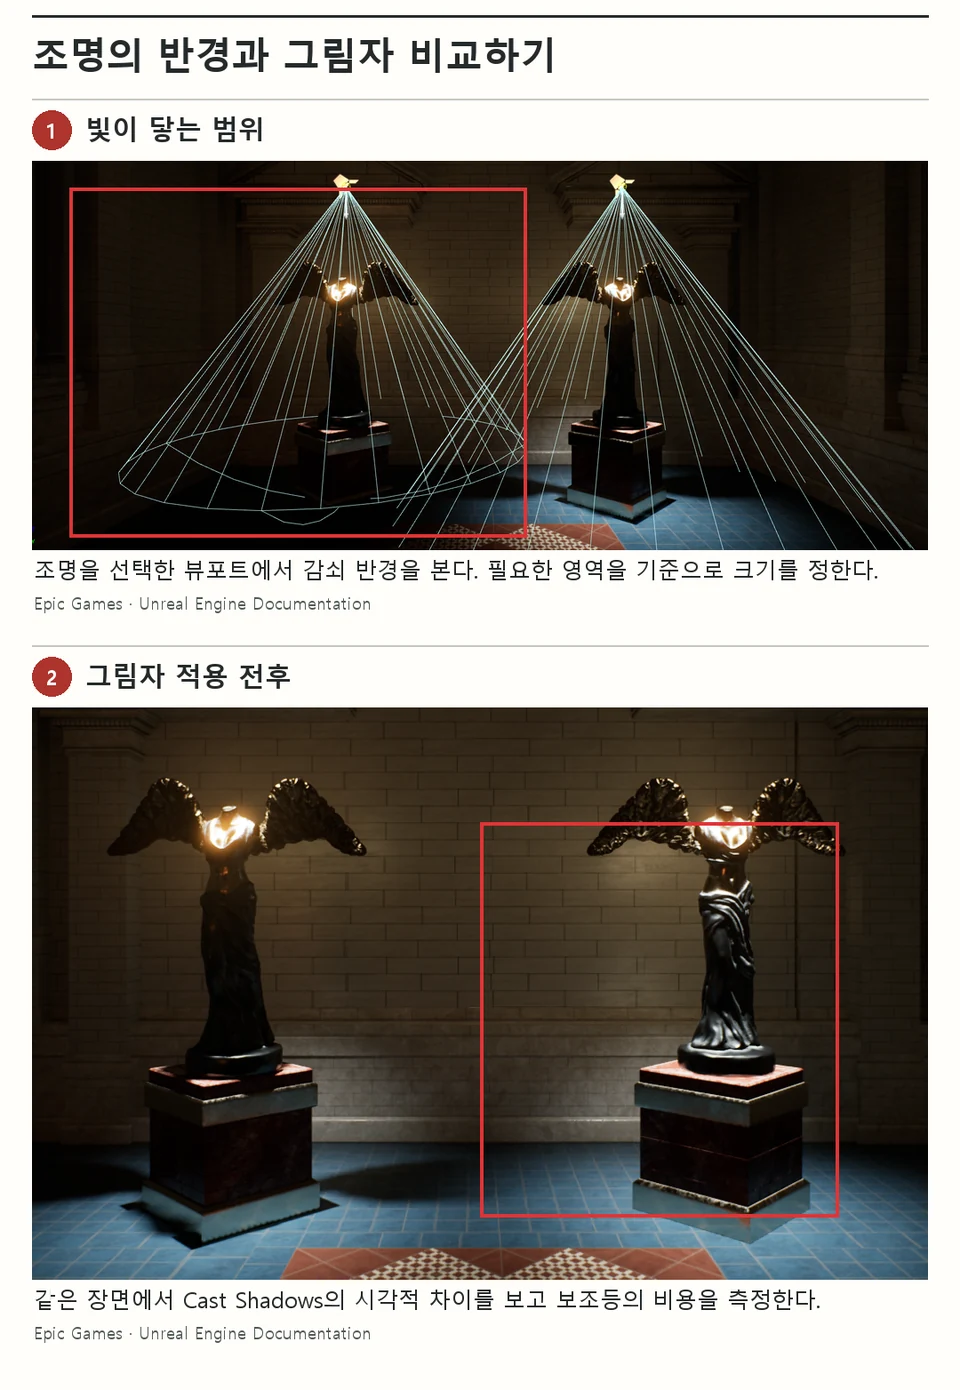 조명의 반경과 그림자 비교하기
1 빛이 닿는 범위
조명을 선택한 뷰포트에서 감쇠 반경을 본다. 필요한 영역을 기준으로 크기를 정한다.
Epic Games · Unreal Engine Documentation
2 그림자 적용 전후
같은 장면에서 Cast Shadows의 시각적 차이를 보고 보조등의 비용을 측정한다.
Epic Games · Unreal Engine Documentation